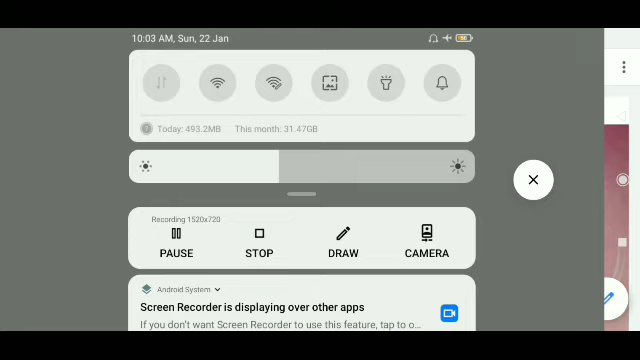 10:03 AM, Sun, 22 Jan
Today: 493.2MB This month: 31.47GB
Recording 1520x720
PAUSE STOP DRAW CAMERA
Android System
Screen Recorder is displaying over other apps
If you don't want Screen Recorder to use this feature, tap to o...